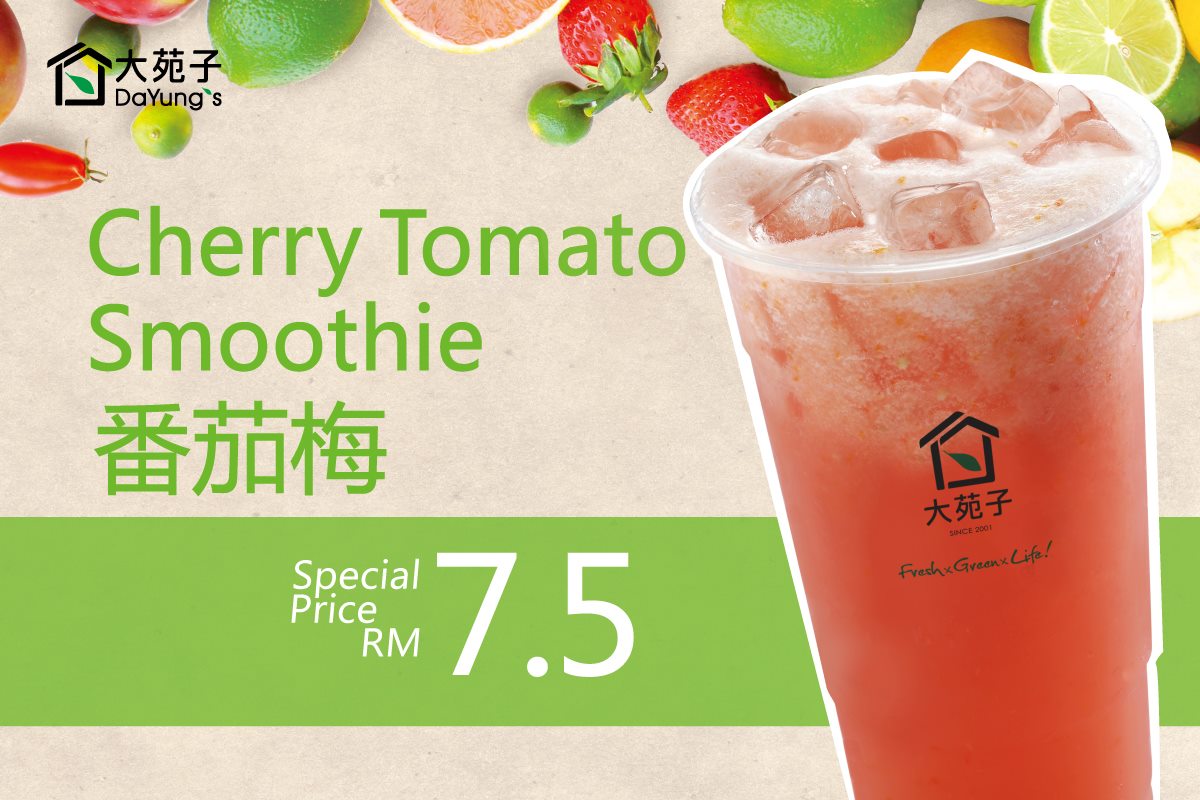 大苑子
DaYung's
Cherry Tomato
Smoothie
番茄梅
Special
Price
RM
7.5
大苑子
SINCE 2001
Fresh x Green x Life!